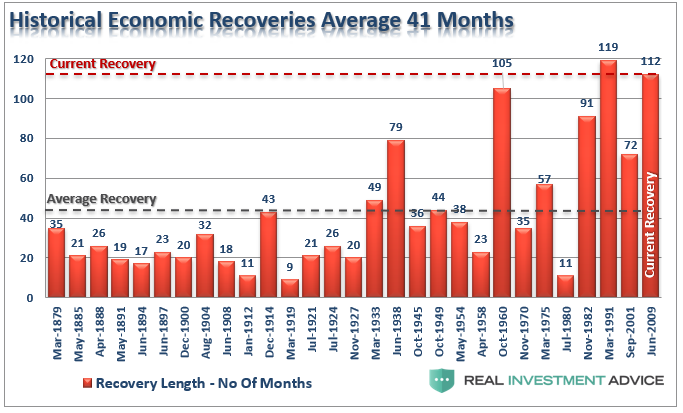 Historical Economic Recoveries Average 41 Months
120
100
80
60
40
20
0
Current Recovery
Average Recovery
35
21
26
19
17
23
20
32
18
11
43
9
21
26
20
49
79
36
44
38
23
105
35
57
11
91
119
72
112
Current Recovery
Mar-1879
May-1885
Apr-1888
May-1891
Jun-1894
Jun-1897
Dec-1900
Aug-1904
Jun-1908
Jan-1912
Dec-1914
Mar-1919
Jul-1921
Jul-1924
Nov-1927
Mar-1933
Jun-1938
Oct-1945
Oct-1949
May-1954
Apr-1958
Oct-1960
Nov-1970
Mar-1975
Jul-1980
Nov-1982
Mar-1991
Sep-2001
Jun-2009
Recovery Length - No Of Months
REAL INVESTMENT ADVICE